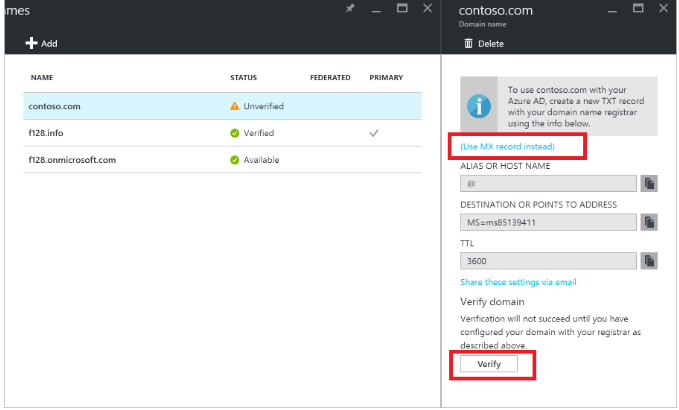 mes
contoso.com
Domain name
Add
Delete
NAME STATUS FEDERATED PRIMARY
contoso.com Unverified
f128.info Verified
f128.onmicrosoft.com Available
To use contoso.com with your
Azure AD, create a new TXT record
with your domain name registrar
using the info below.
(Use MX record instead)
ALIAS OR HOST NAME
@
DESTINATION OR POINTS TO ADDRESS
MS=ms85139411
TTL
3600
Share these settings via email
Verify domain
Verification will not succeed until you have
configured your domain with your registrar as
described above.
Verify